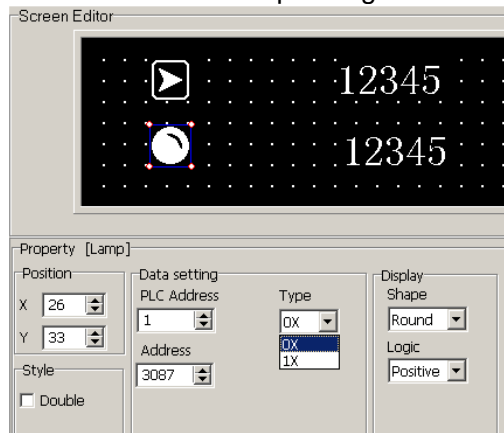 Screen Editor
12345
12345
Property [Lamp]
Position
X 26
Y 33
Style
Double
Data setting
PLC Address
1
Address
3087
Type
0X
0X
1X
Display
Shape
Round
Logic
Positive